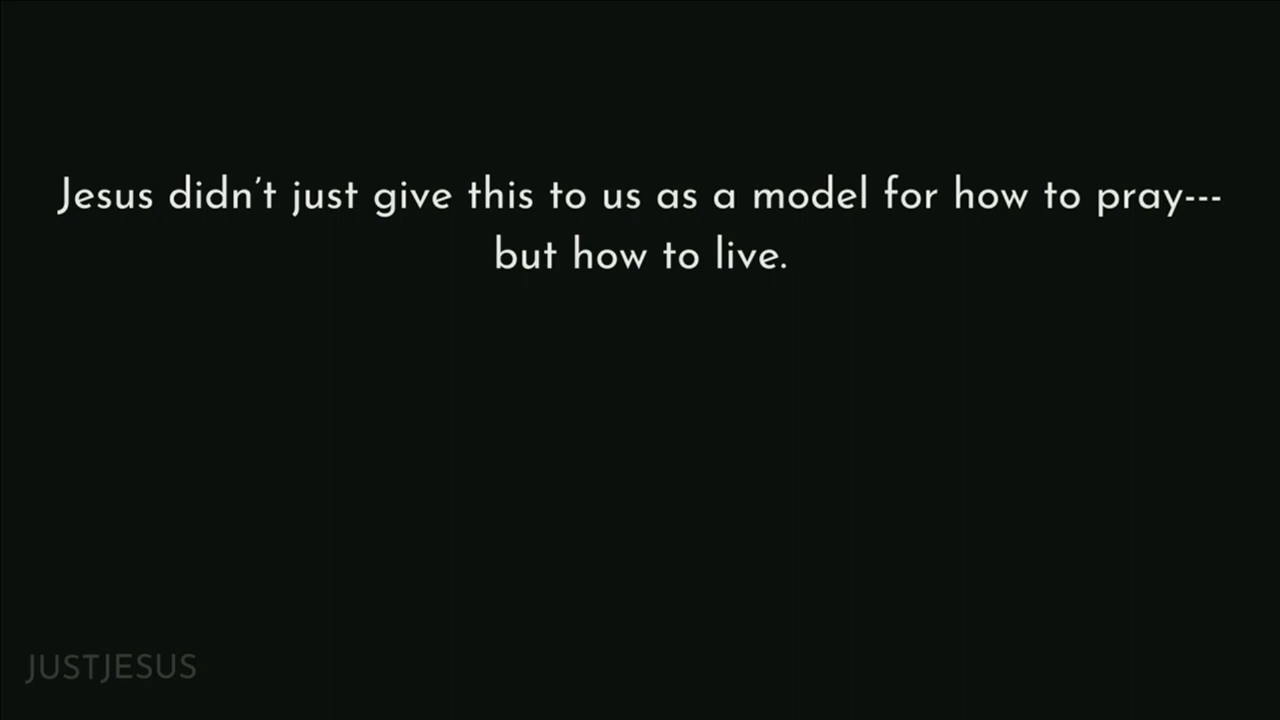 Jesus didn’t just give this to us as a model for how to pray---
but how to live.
JUSTJESUS